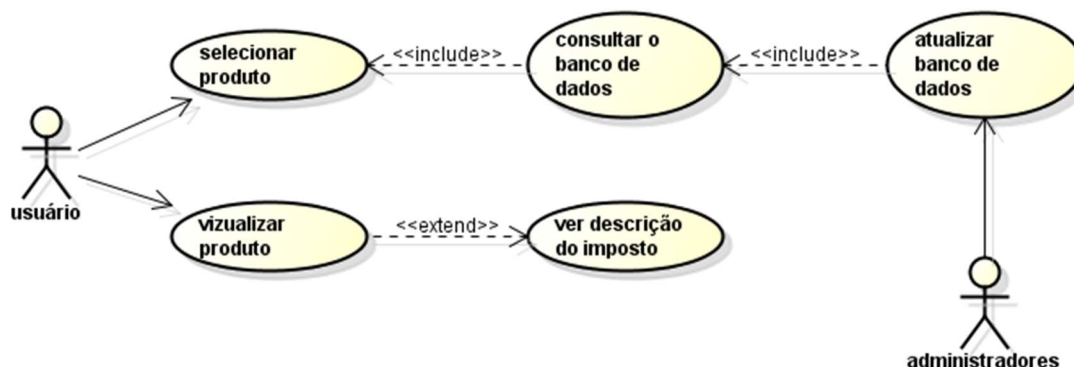 selecionar
produto
<<include>>
consultar o
banco de
dados
<<include>>
atualizar
banco de
dados
usuário
vizualizar
produto
<<extend>>
ver descrição
do imposto
administradores